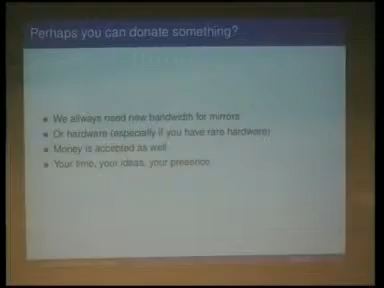 Perhaps you can donate something?
We allways need new bandwidth for mirrors
Or hardware (especially if you have rare hardware)
Money is accepted as well
Your time, your ideas, your presence